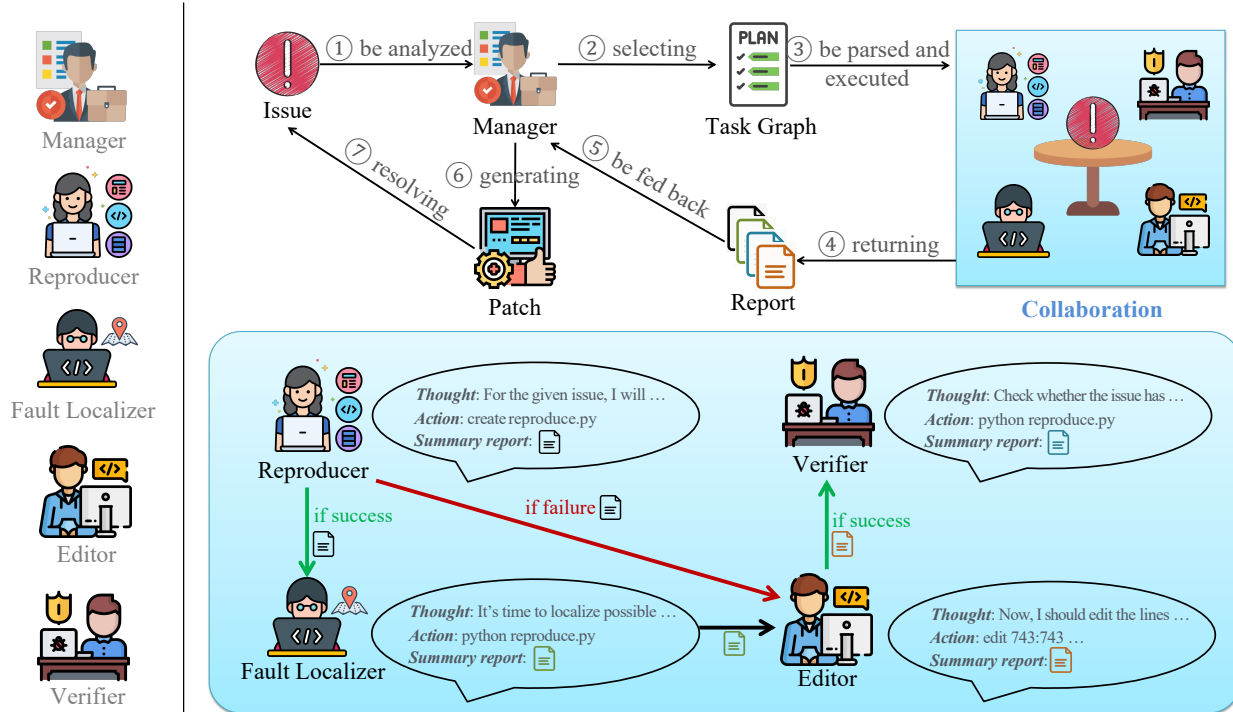 Manager
Reproducer
Fault Localizer
Editor
Verifier
① be analyzed
② selecting
PLAN
③ be parsed and
executed
Issue
Manager
Task Graph
⑦ resolving
⑥ generating
⑤ be fed back
④ returning
Patch
Report
Collaboration
Thought: For the given issue, I will …
Action: create reproduce.py
Summary report:
Reproducer
Thought: Check whether the issue has …
Action: python reproduce.py
Summary report:
Verifier
if success
if failure
if success
Thought: It's time to localize possible …
Action: python reproduce.py
Summary report:
Fault Localizer
Thought: Now, I should edit the lines …
Action: edit 743:743 …
Summary report:
Editor